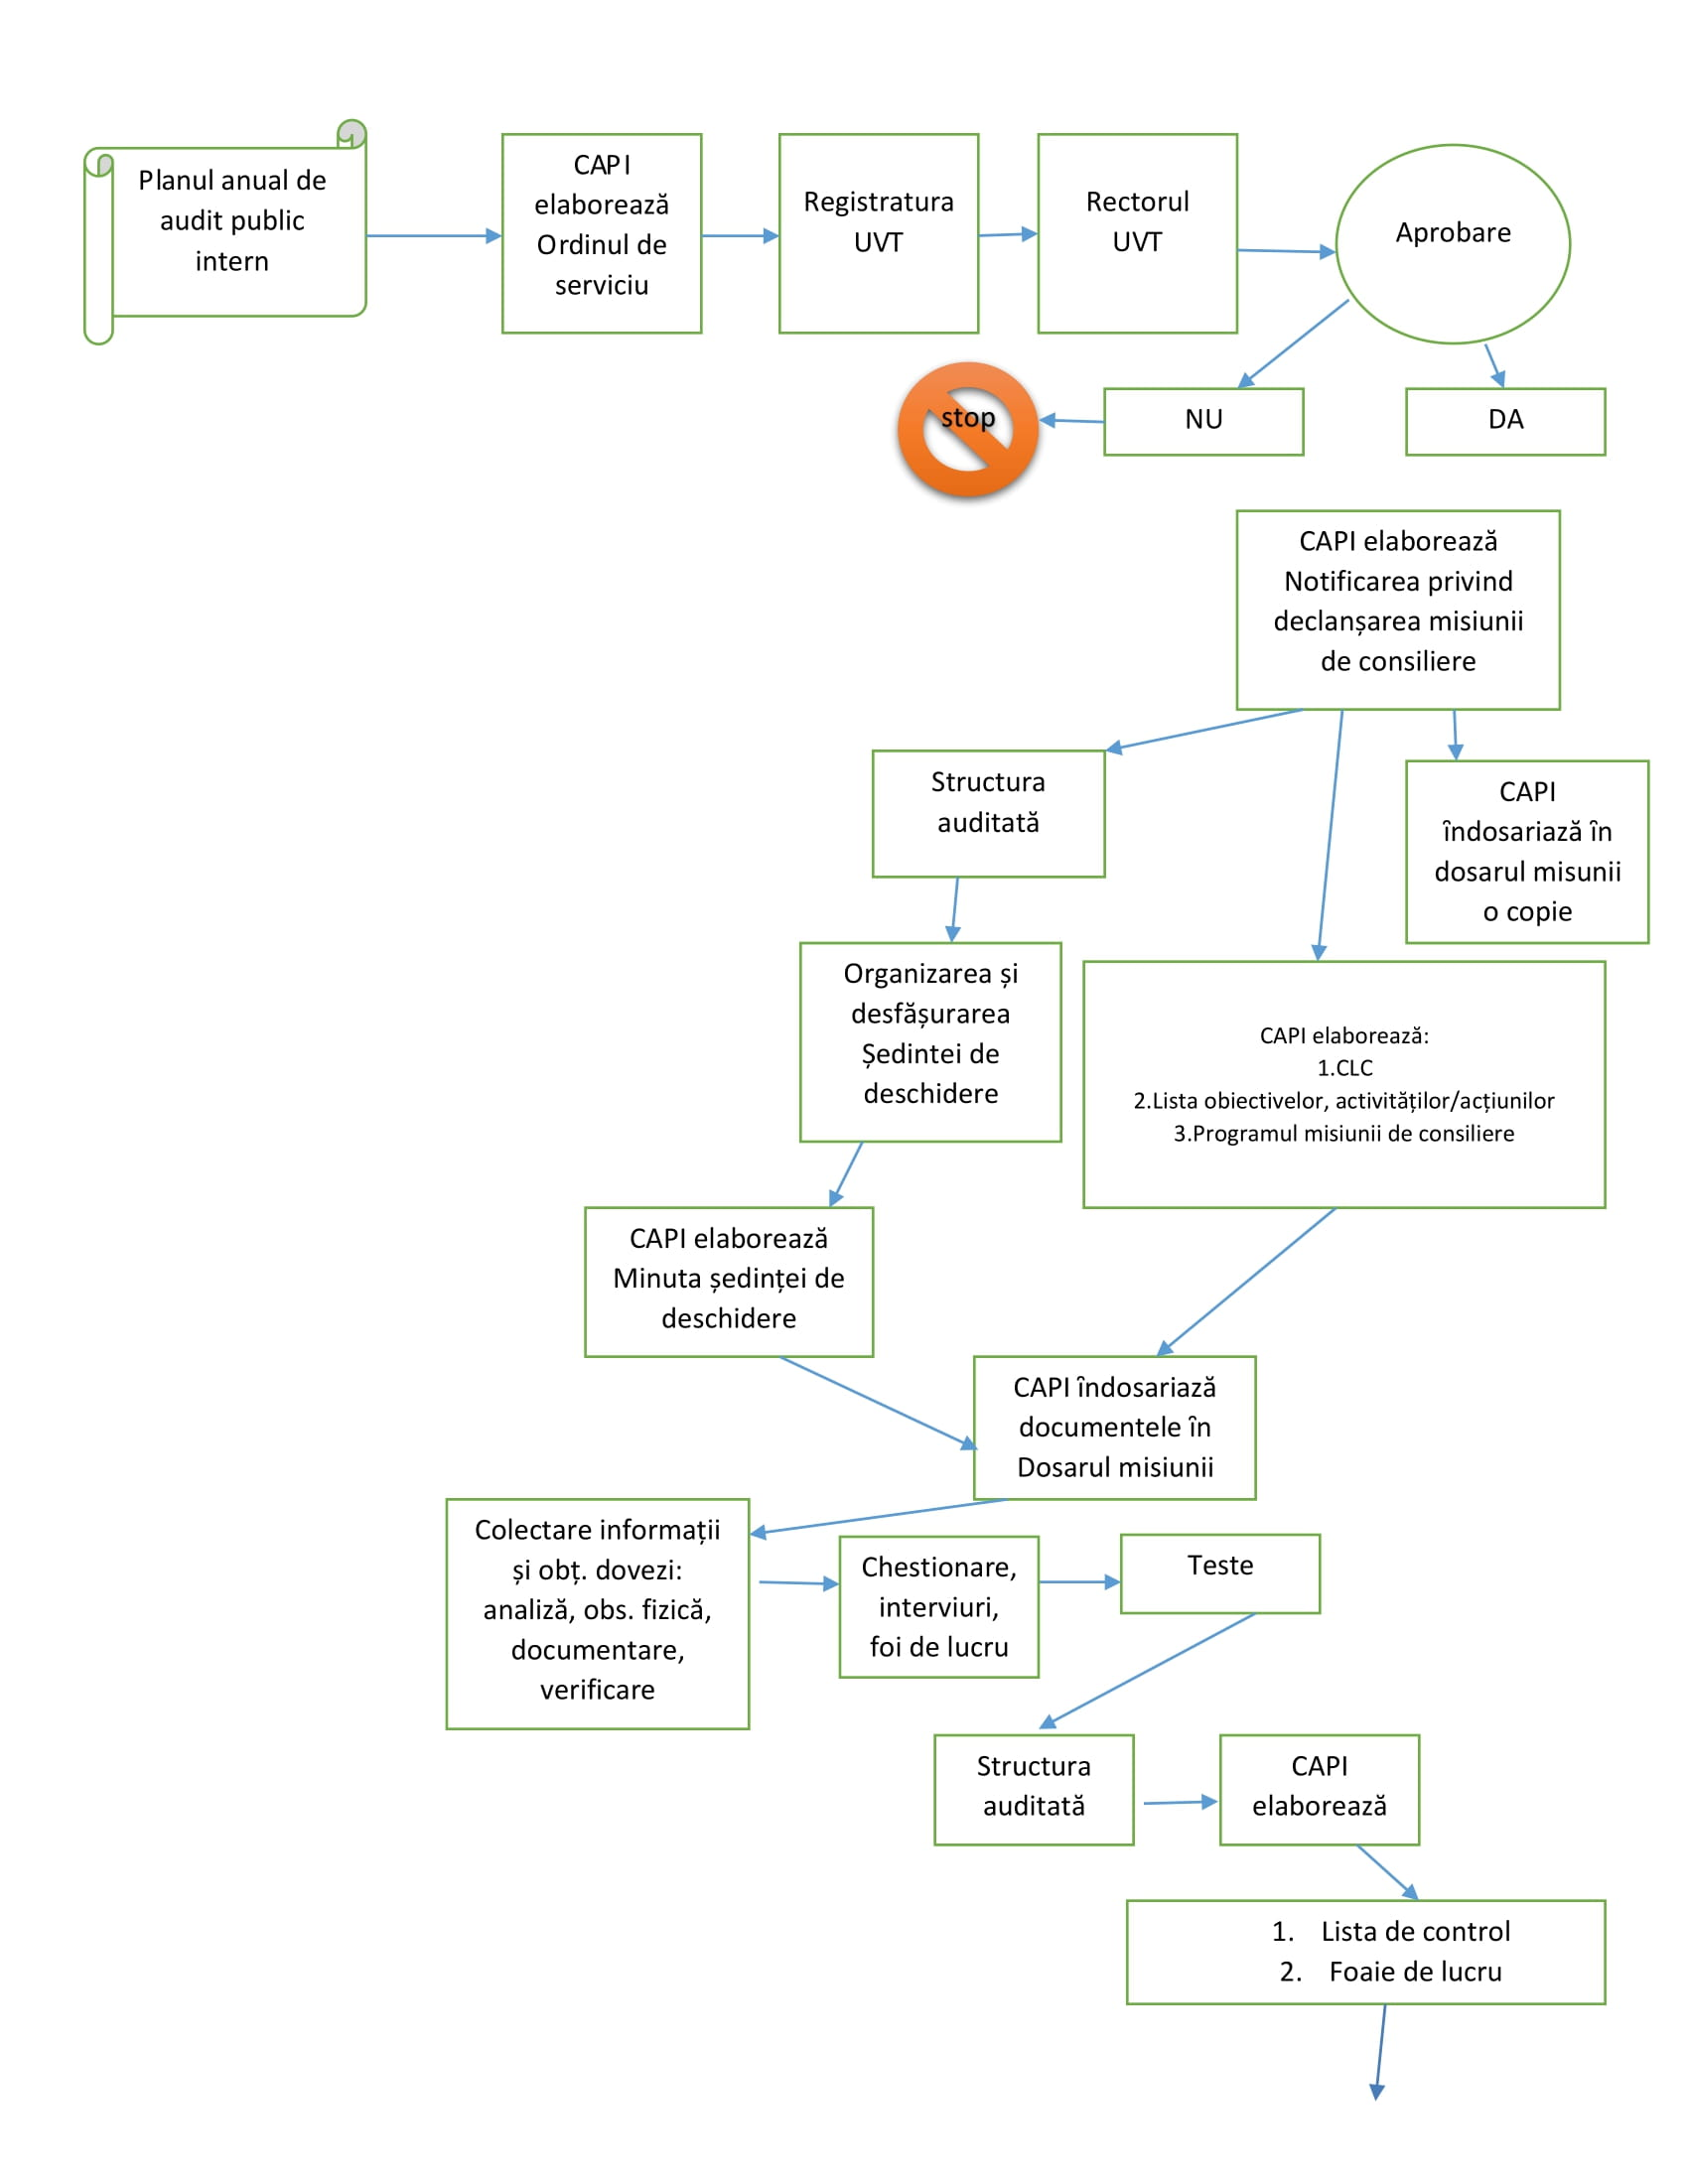 Planul anual de
audit public
intern
CAPI
elaborează
Ordinul de
serviciu
Registratura
UVT
Rectorul
UVT
Aprobare
stop
NU
DA
CAPI elaborează
Notificarea privind
declanșarea misiunii
de consiliere
Structura
auditată
CAPI
îndosariază în
dosarul misunii
o copie
Organizarea și
desfășurarea
Ședintei de
deschidere
CAPI elaborează:
1.CLC
2.Lista obiectivelor, activităților/acțiunilor
3.Programul misiunii de consiliere
CAPI elaborează
Minuta ședinței de
deschidere
CAPI îndosariază
documentele în
Dosarul misiunii
Colectare informații
și obț. dovezi:
analiză, obs. fizică,
documentare,
verificare
Chestionare,
interviuri,
foi de lucru
Teste
Structura
auditată
CAPI
elaborează
1. Lista de control
2. Foaie de lucru